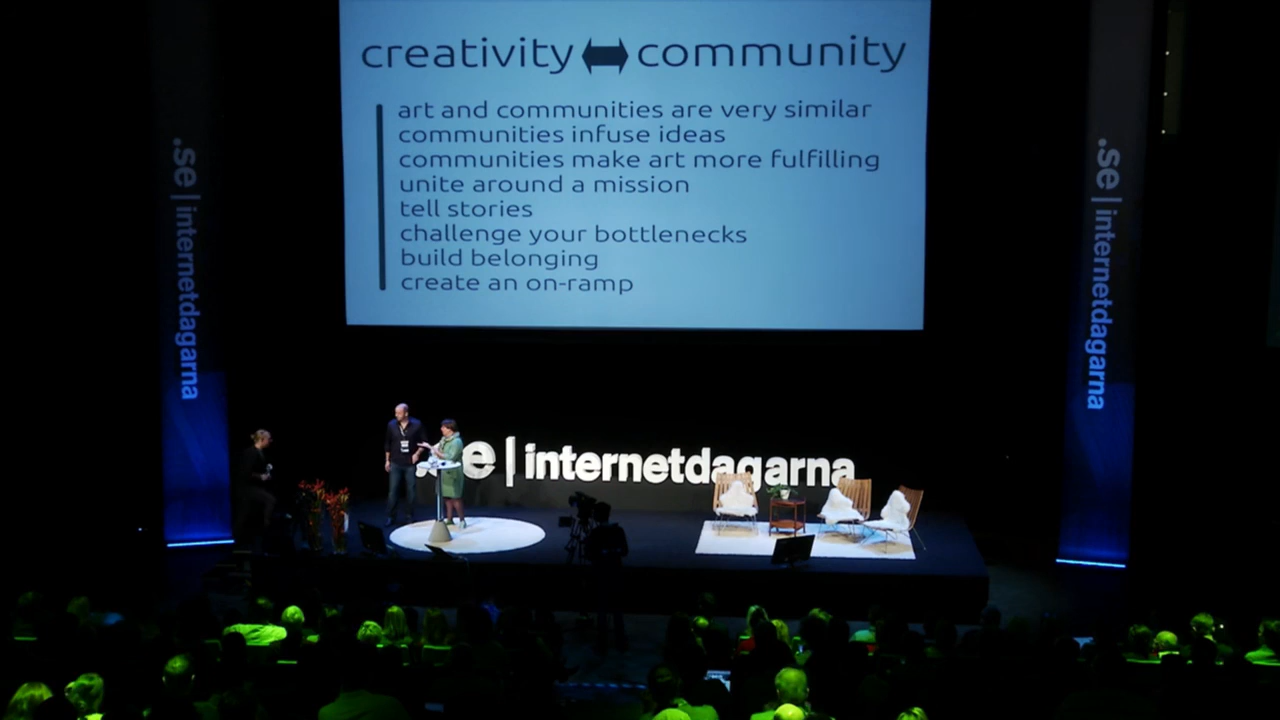 creativity community
art and communities are very similar
communities infuse ideas
communities make art more fulfilling
unite around a mission
tell stories
challenge your bottlenecks
build belonging
create an on-ramp
.se | internetdagarna
.se | internetdagarna
e | internetdagarna